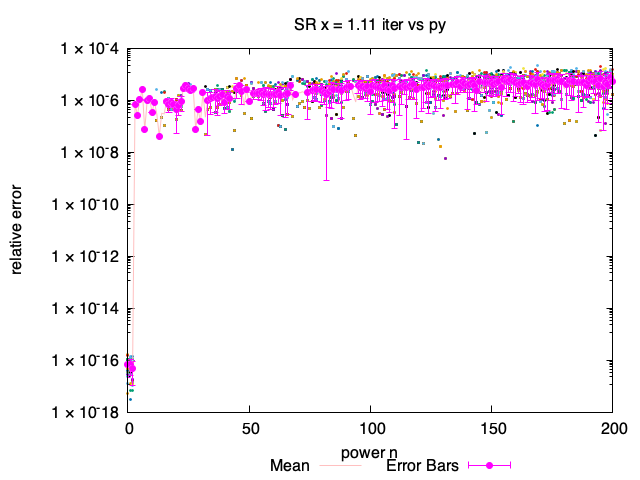 SR x = 1.11 iter vs py
1 × 10⁻⁴
1 × 10⁻⁶
1 × 10⁻⁸
1 × 10⁻¹⁰
1 × 10⁻¹²
1 × 10⁻¹⁴
1 × 10⁻¹⁶
1 × 10⁻¹⁸
relative error
0 50 100 150 200
power n
Mean Error Bars